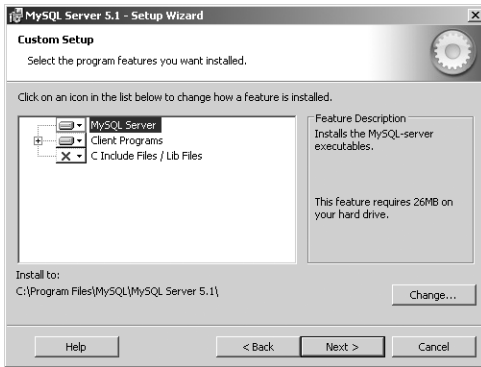 MySQL Server 5.1 - Setup Wizard
Custom Setup
Select the program features you want installed.
Click on an icon in the list below to change how a feature is installed.
MySQL Server
Client Programs
C Include Files / Lib Files
Feature Description
Installs the MySQL-server
executables.
This feature requires 26MB on
your hard drive.
Install to:
C:\Program Files\MySQL\MySQL Server 5.1\
Change...
Help
< Back
Next >
Cancel